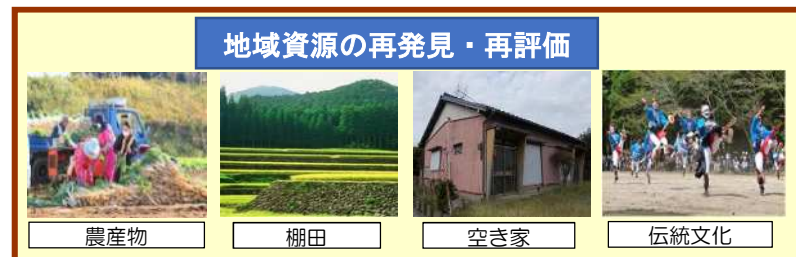 地域資源の再発見・再評価
農産物
棚田
空き家
伝統文化